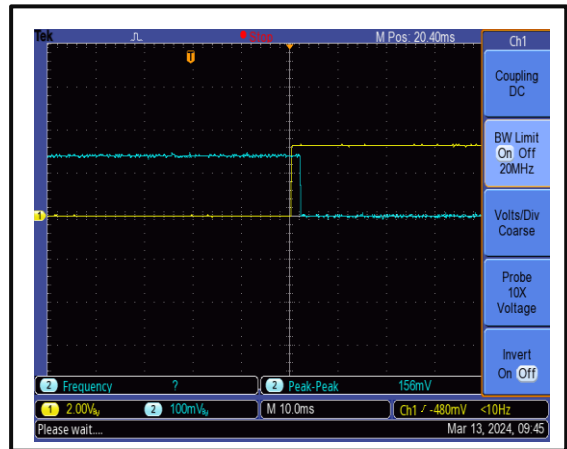 Tek Stop M Pos: 20.40ms
T
1
Ch1
Coupling
DC
BW Limit
On Off
20MHz
Volts/Div
Coarse
Probe
10X
Voltage
Invert
On Off
2 Frequency ? 2 Peak-Peak 156mV
1 2.00V 2 100mV M 10.0ms Ch1 -480mV <10Hz
Please wait.... Mar 13, 2024, 09:45